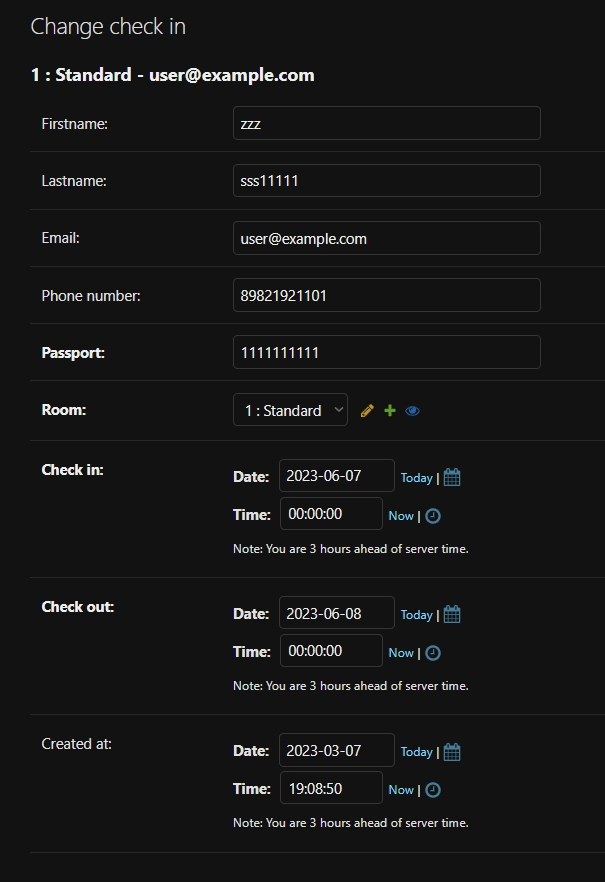 Change check in
1 : Standard - user@example.com
Firstname: zzz
Lastname: sss11111
Email: user@example.com
Phone number: 89821921101
Passport: 1111111111
Room: 1 : Standard
Check in: Date: 2023-06-07 Today |
Time: 00:00:00 Now |
Note: You are 3 hours ahead of server time.
Check out: Date: 2023-06-08 Today |
Time: 00:00:00 Now |
Note: You are 3 hours ahead of server time.
Created at: Date: 2023-03-07 Today |
Time: 19:08:50 Now |
Note: You are 3 hours ahead of server time.